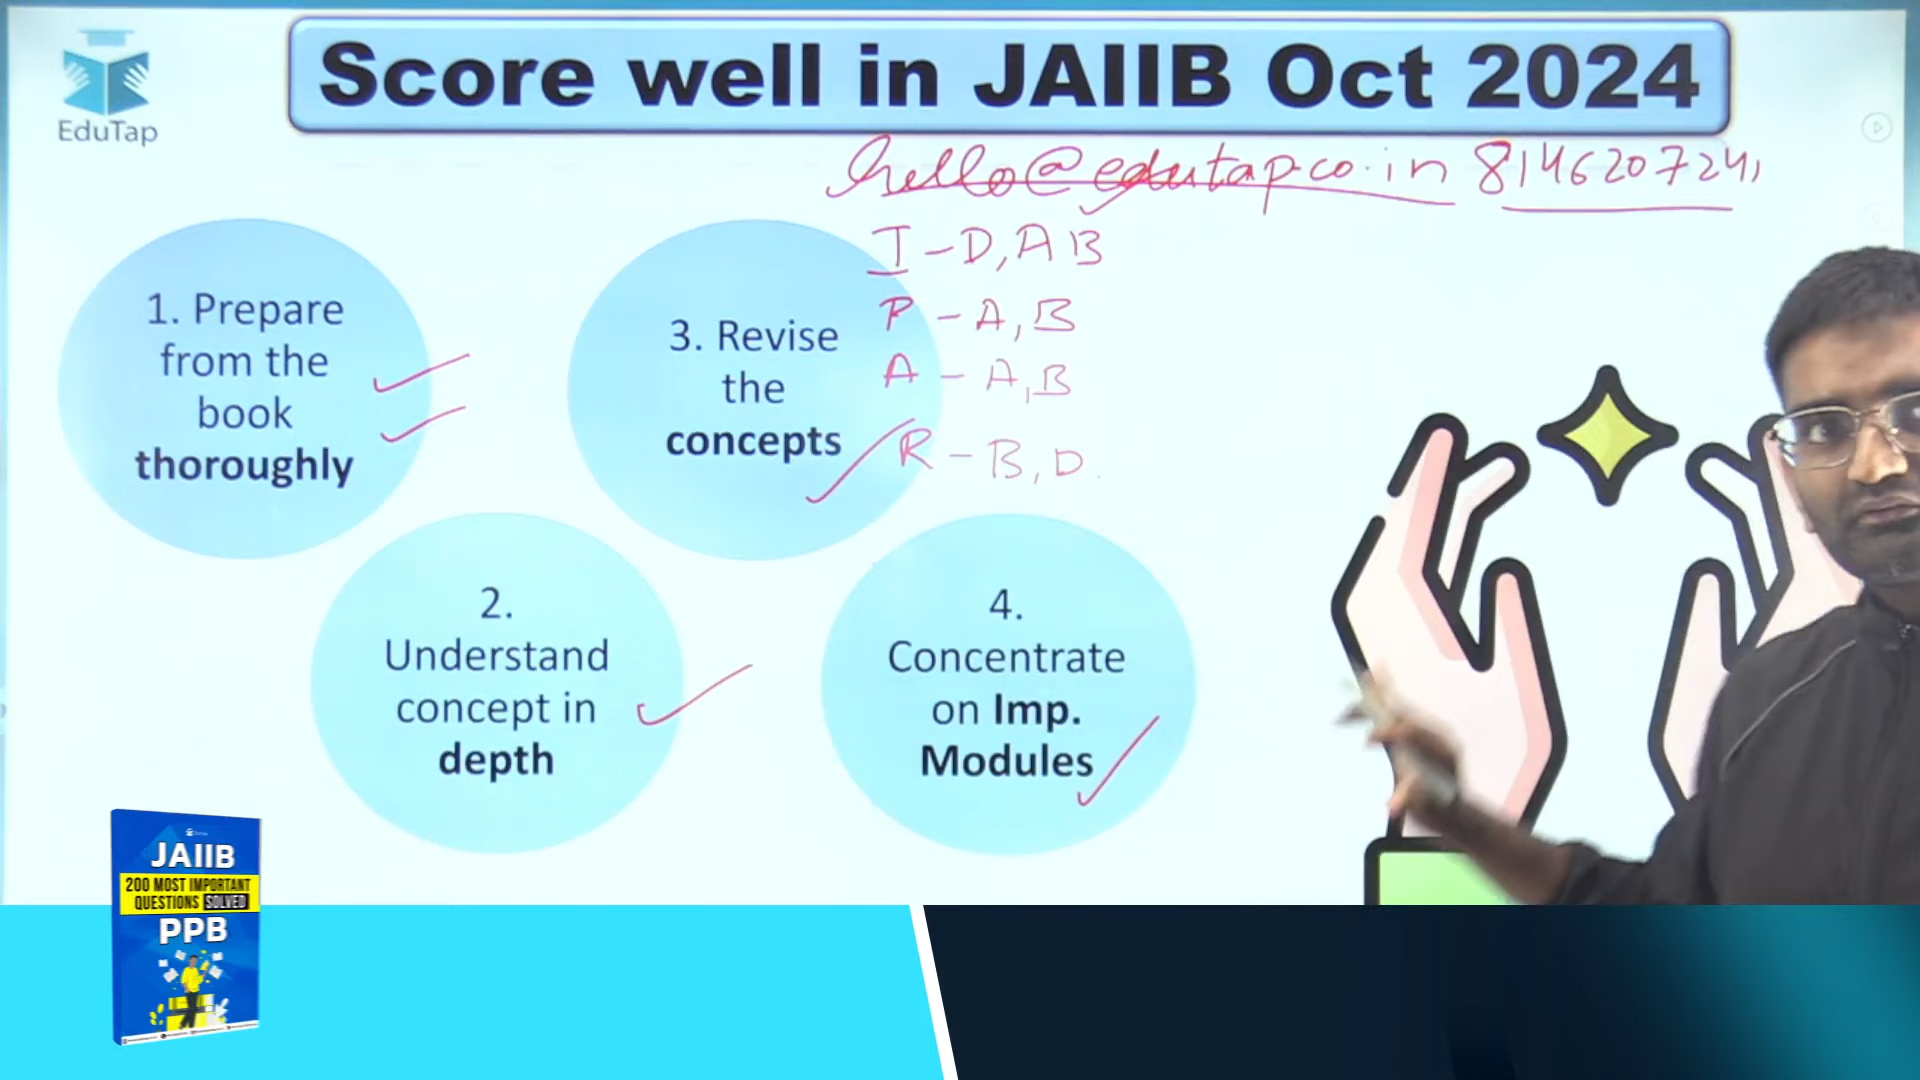 EduTap
Score well in JAIIB Oct 2024
hello@edutap.co.in 8146207241
I - D, A B
P - A, B
A - A, B
R - B, D.
1. Prepare
from the
book
thoroughly
3. Revise
the
concepts
2.
Understand
concept in
depth
4.
Concentrate
on Imp.
Modules
JAIIB
200 MOST IMPORTANT
QUESTIONS SOLVED
PPB